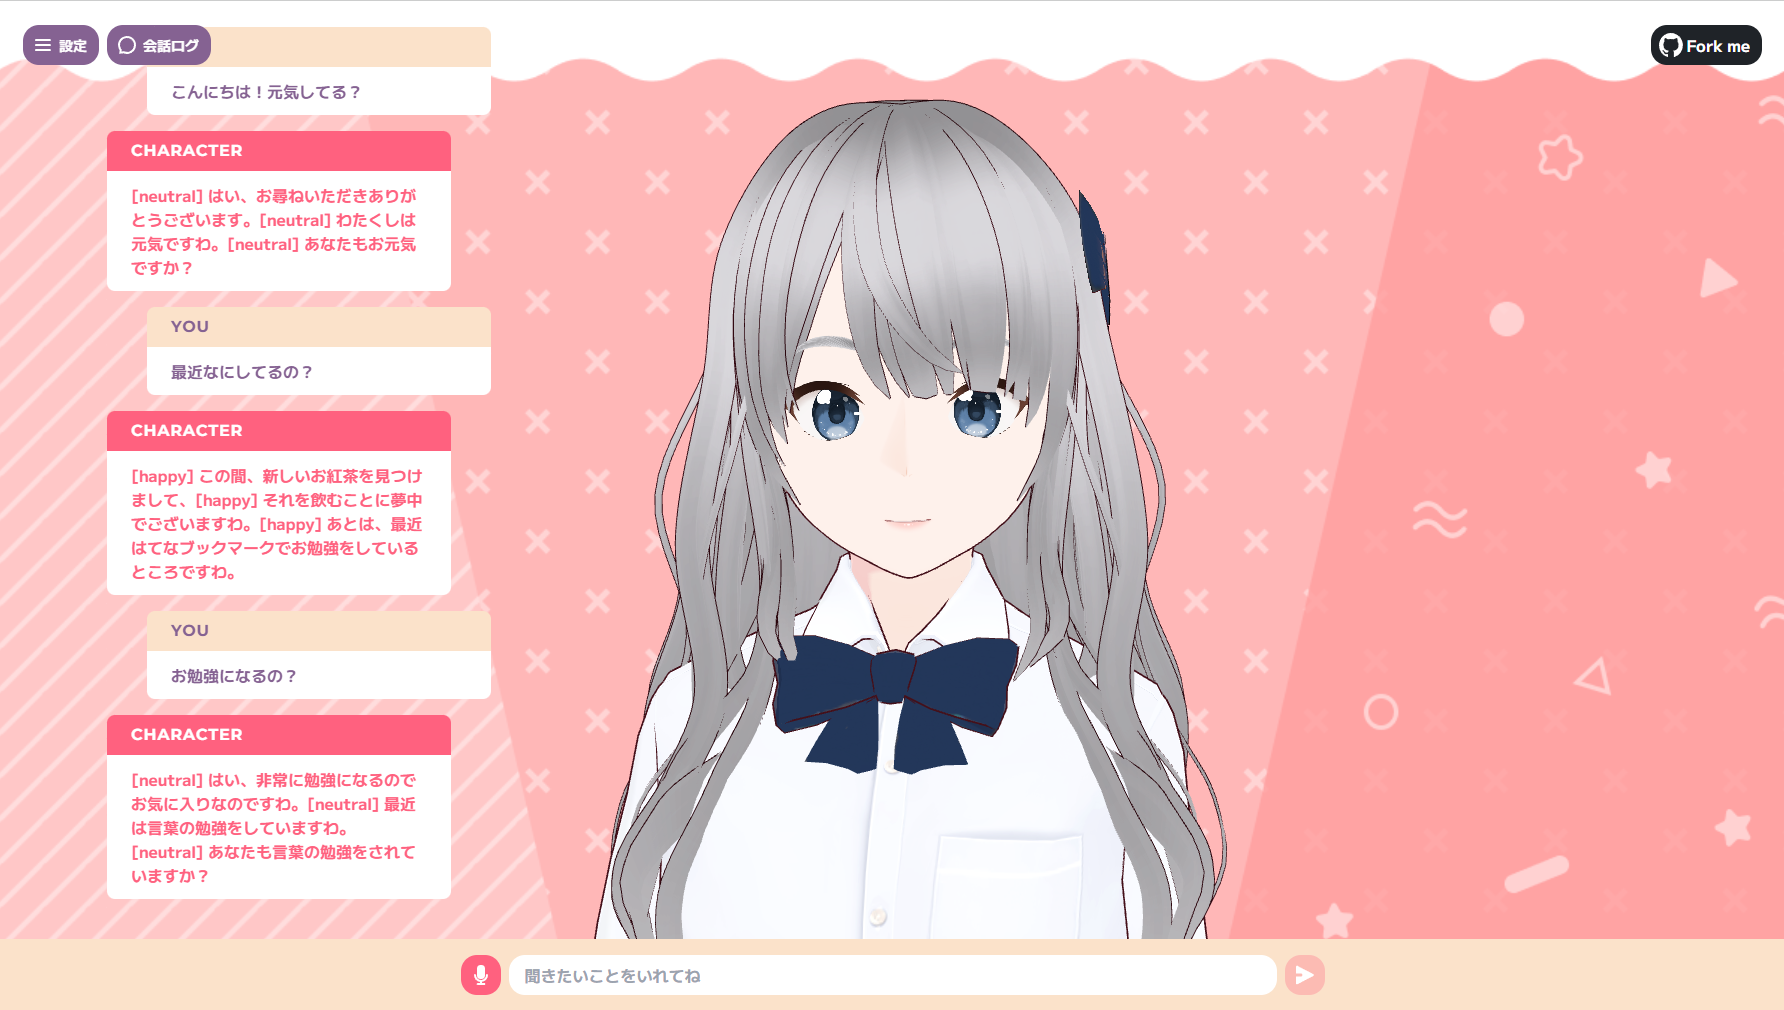 設定
会話ログ
Fork me
こんにちは！元気してる？
CHARACTER
[neutral] はい、お尋ねいただきありが
とうございます。[neutral] わたくしは
元気ですわ。[neutral] あなたもお元気
ですか？
YOU
最近なにしてるの？
CHARACTER
[happy] この間、新しいお紅茶を見つけ
まして、[happy] それを飲むことに夢中
でございますわ。[happy] あとは、最近
はてなブックマークでお勉強をしている
ところですわ。
YOU
お勉強になるの？
CHARACTER
[neutral] はい、非常に勉強になるので
お気に入りなのですわ。[neutral] 最近
は言葉の勉強をしていますわ。
[neutral] あなたも言葉の勉強をされて
いますか？
聞きたいことをいれてね